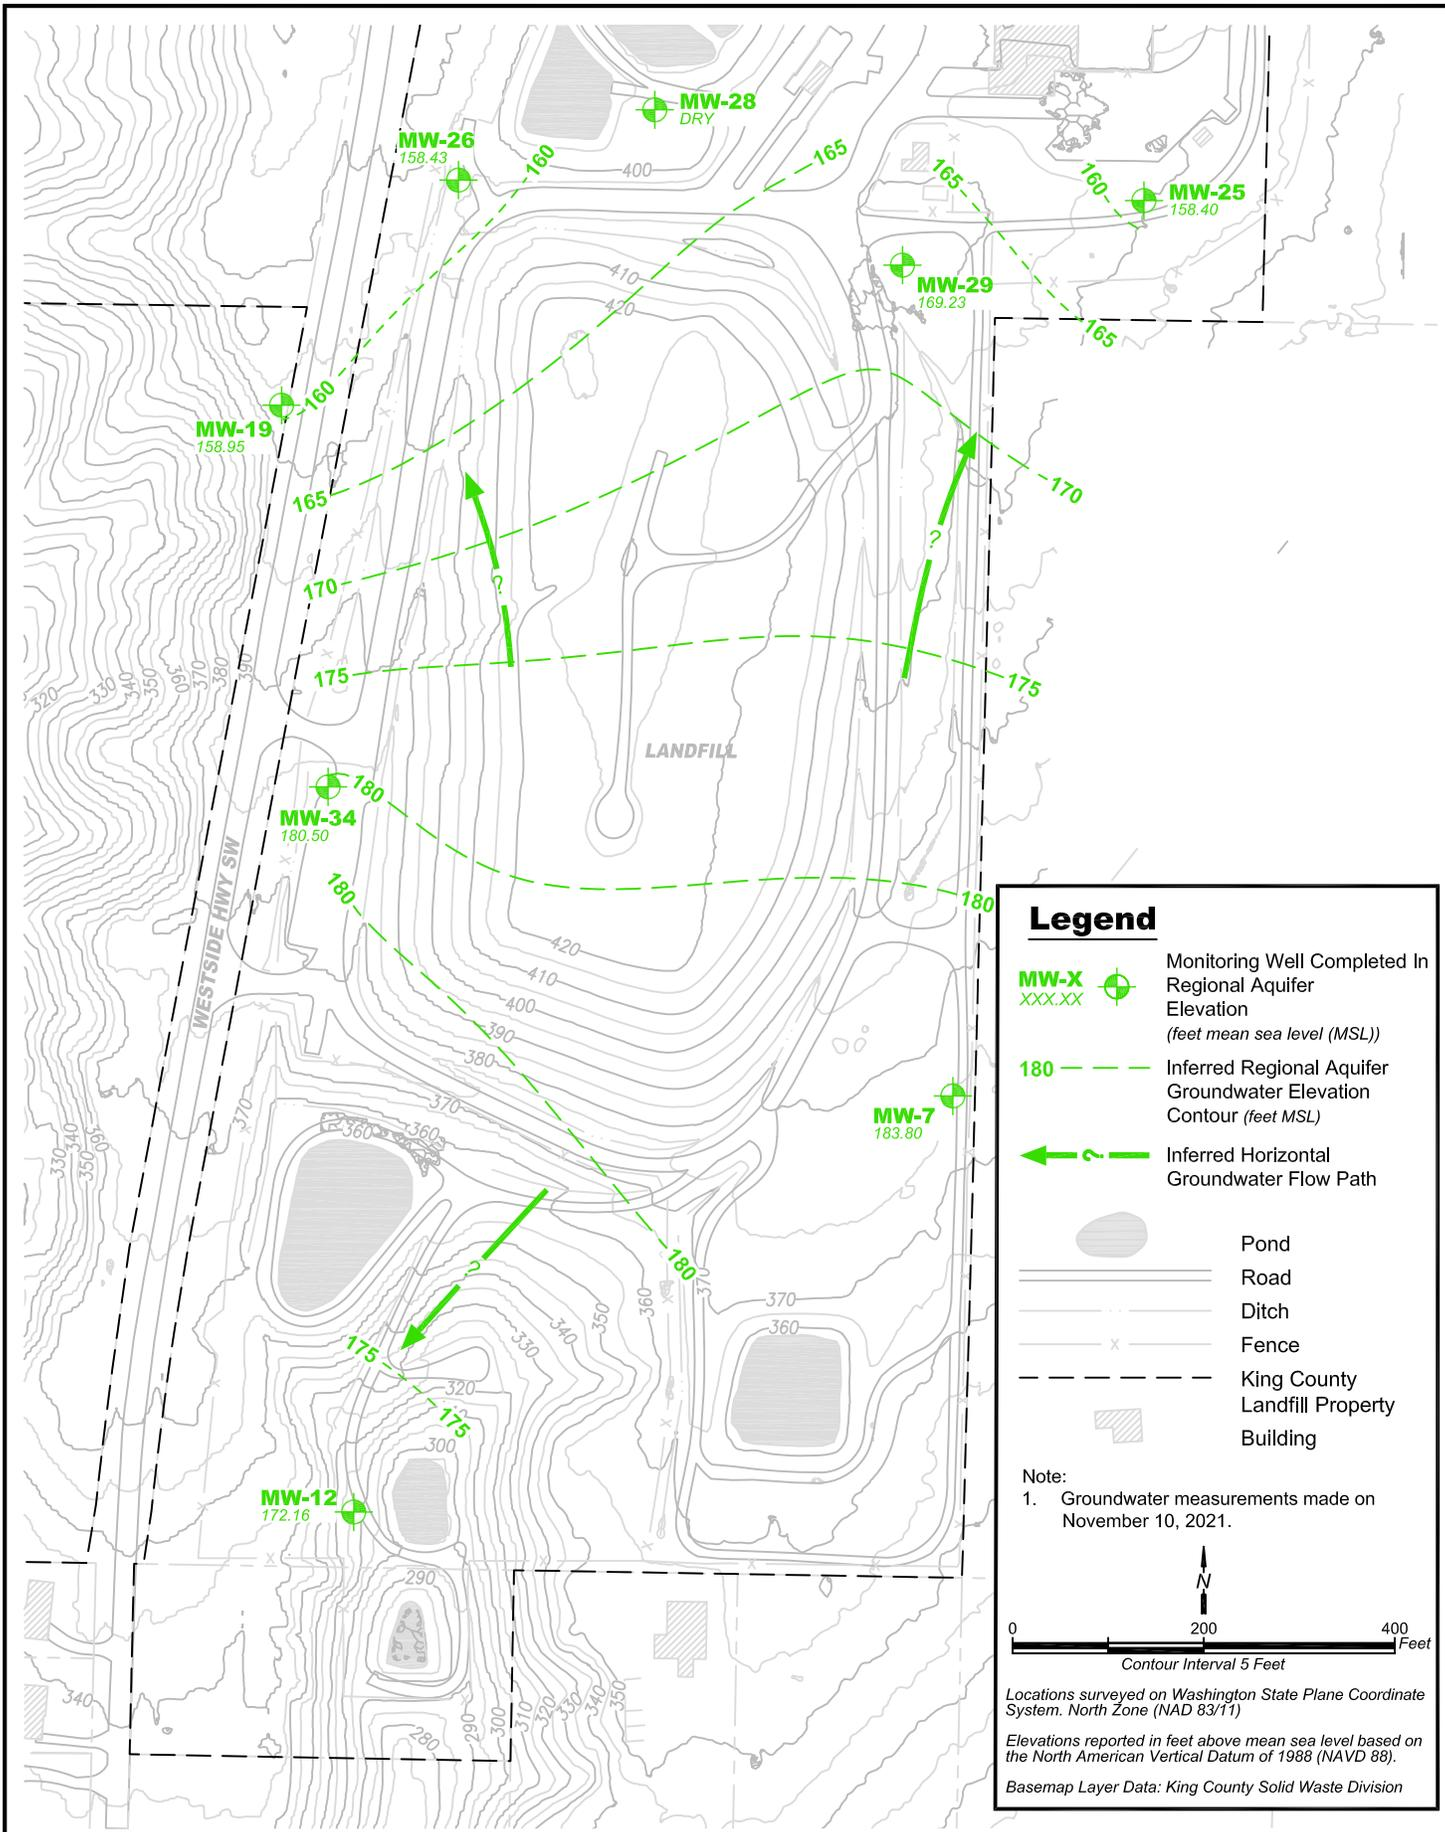 MW-28
DRY
MW-26
158.43
400
160
165
165
160
MW-25
158.40
410
420
MW-29
169.23
165
160
MW-19
158.95
165
170
170
175
175
320
330
340
350
360
370
380
390
LANDFILL
180
MW-34
180.50
WESTSIDE HWY SW
180
180
420
410
400
390
380
370
370
360
360
330
340
350
360
MW-7
183.80
?
?
?
180
370
360
350
340
330
370
360
175
320
175
300
MW-12
172.16
290
340
280
290
300
310
320
330
340
350
Legend
MW-X
XXX.XX
Monitoring Well Completed In
Regional Aquifer
Elevation
(feet mean sea level (MSL))
180
Inferred Regional Aquifer
Groundwater Elevation
Contour (feet MSL)
?
Inferred Horizontal
Groundwater Flow Path
Pond
Road
Ditch
x
Fence
King County
Landfill Property
Building
Note:
1. Groundwater measurements made on
November 10, 2021.
N
0 200 400
Feet
Contour Interval 5 Feet
Locations surveyed on Washington State Plane Coordinate
System. North Zone (NAD 83/11)
Elevations reported in feet above mean sea level based on
the North American Vertical Datum of 1988 (NAVD 88).
Basemap Layer Data: King County Solid Waste Division